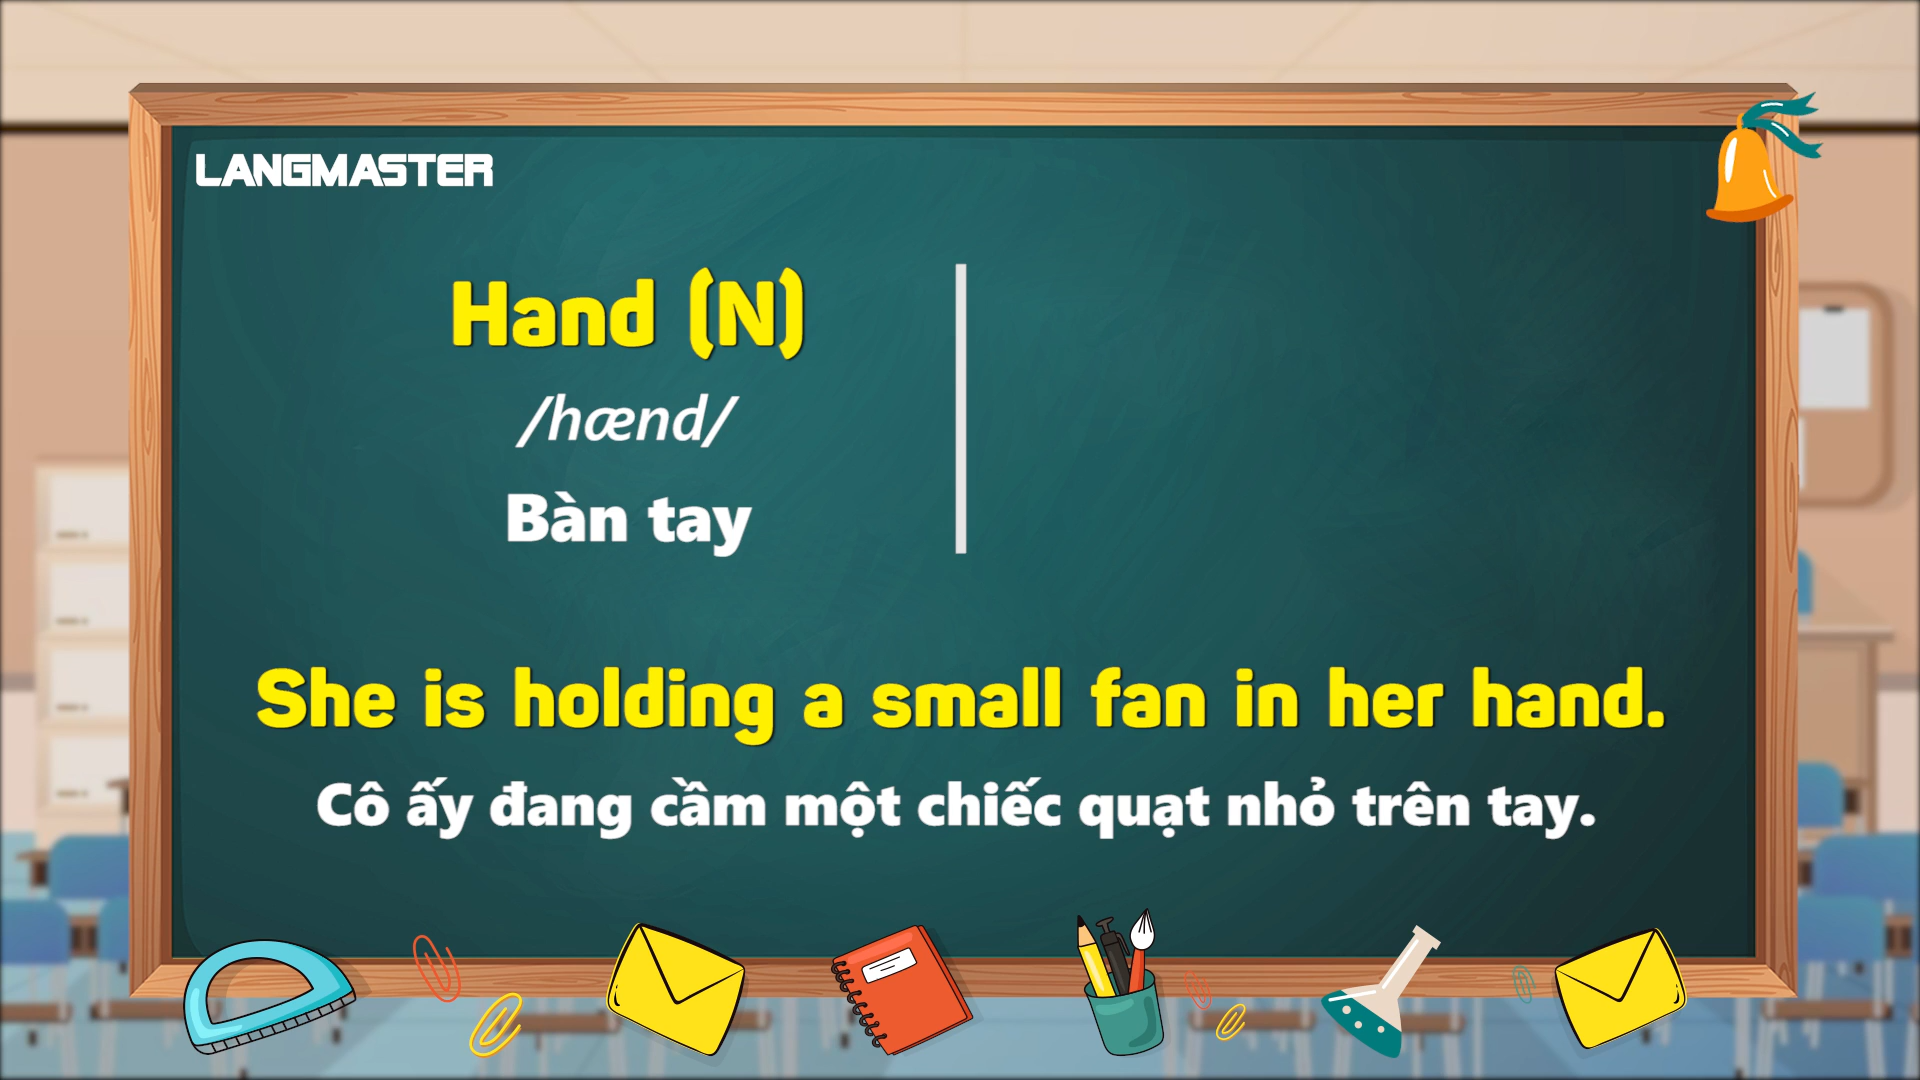 LANGMASTER
Hand (N)
/hænd/
Bàn tay
She is holding a small fan in her hand.
Cô ấy đang cầm một chiếc quạt nhỏ trên tay.